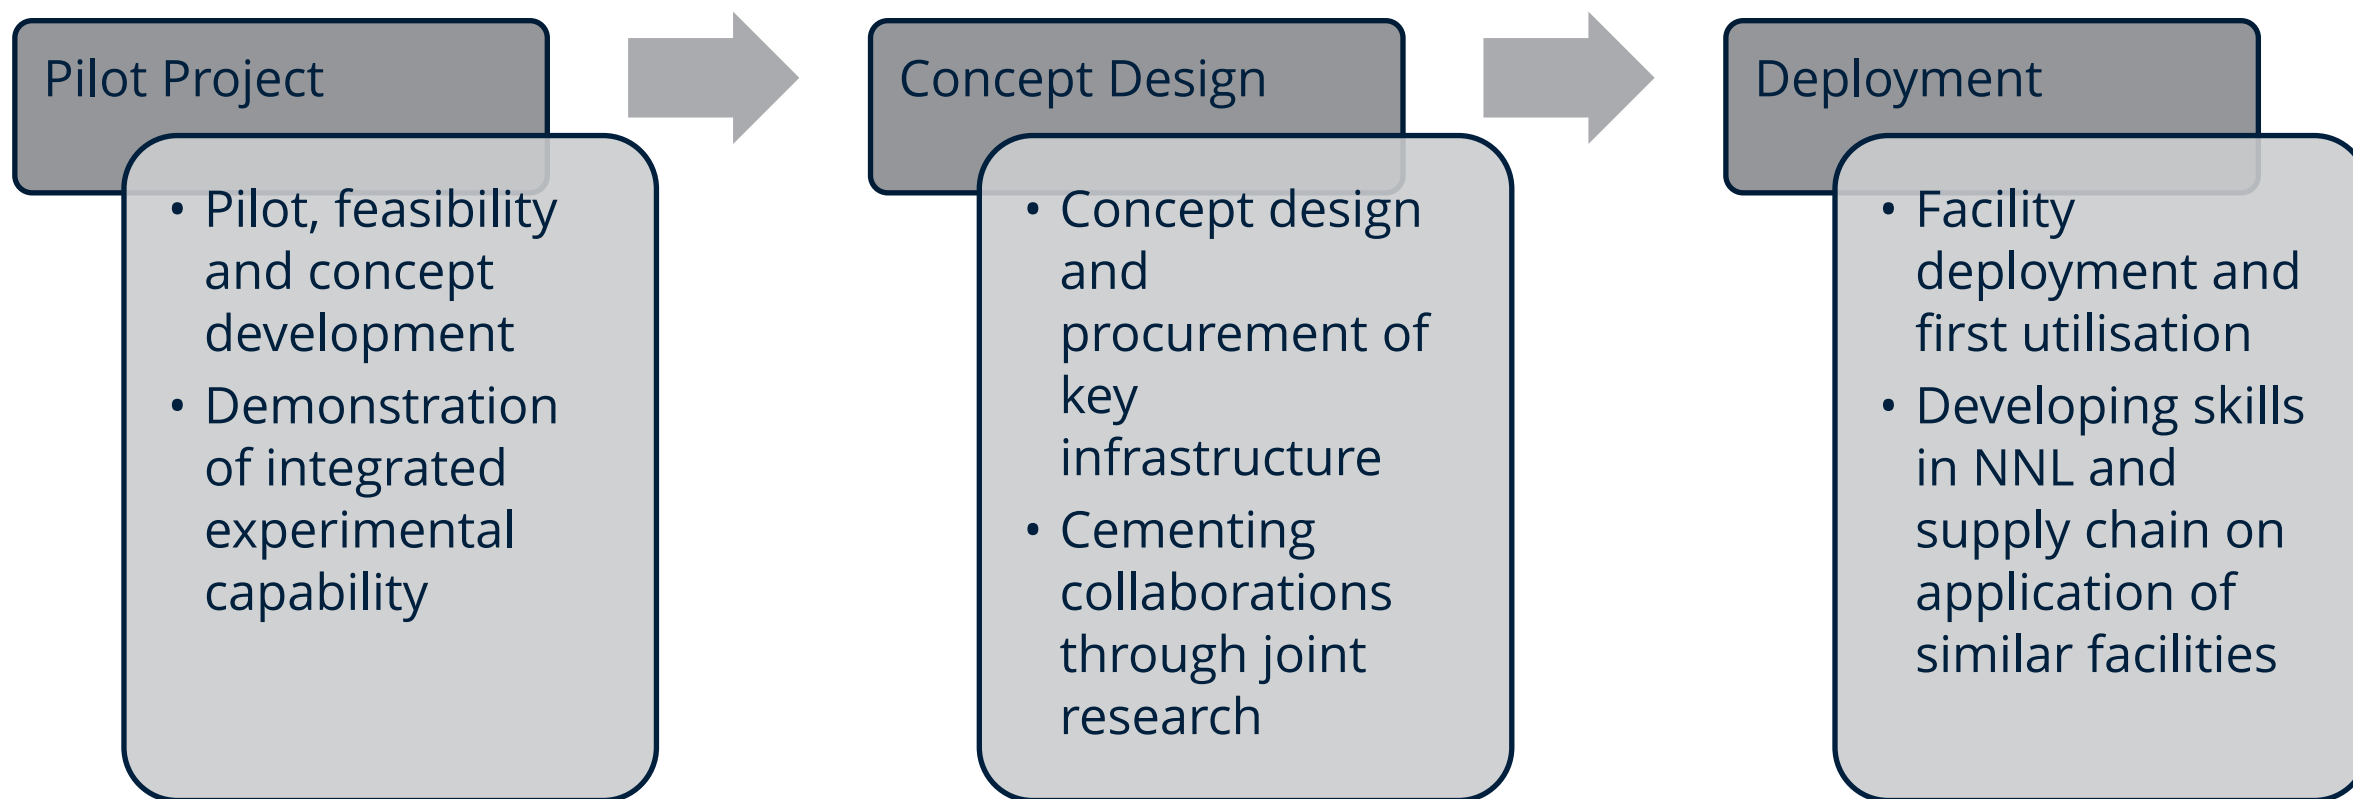 Pilot Project
• Pilot, feasibility
and concept
development
• Demonstration
of integrated
experimental
capability
Concept Design
• Concept design
and
procurement of
key
infrastructure
• Cementing
collaborations
through joint
research
Deployment
• Facility
deployment and
first utilisation
• Developing skills
in NNL and
supply chain on
application of
similar facilities